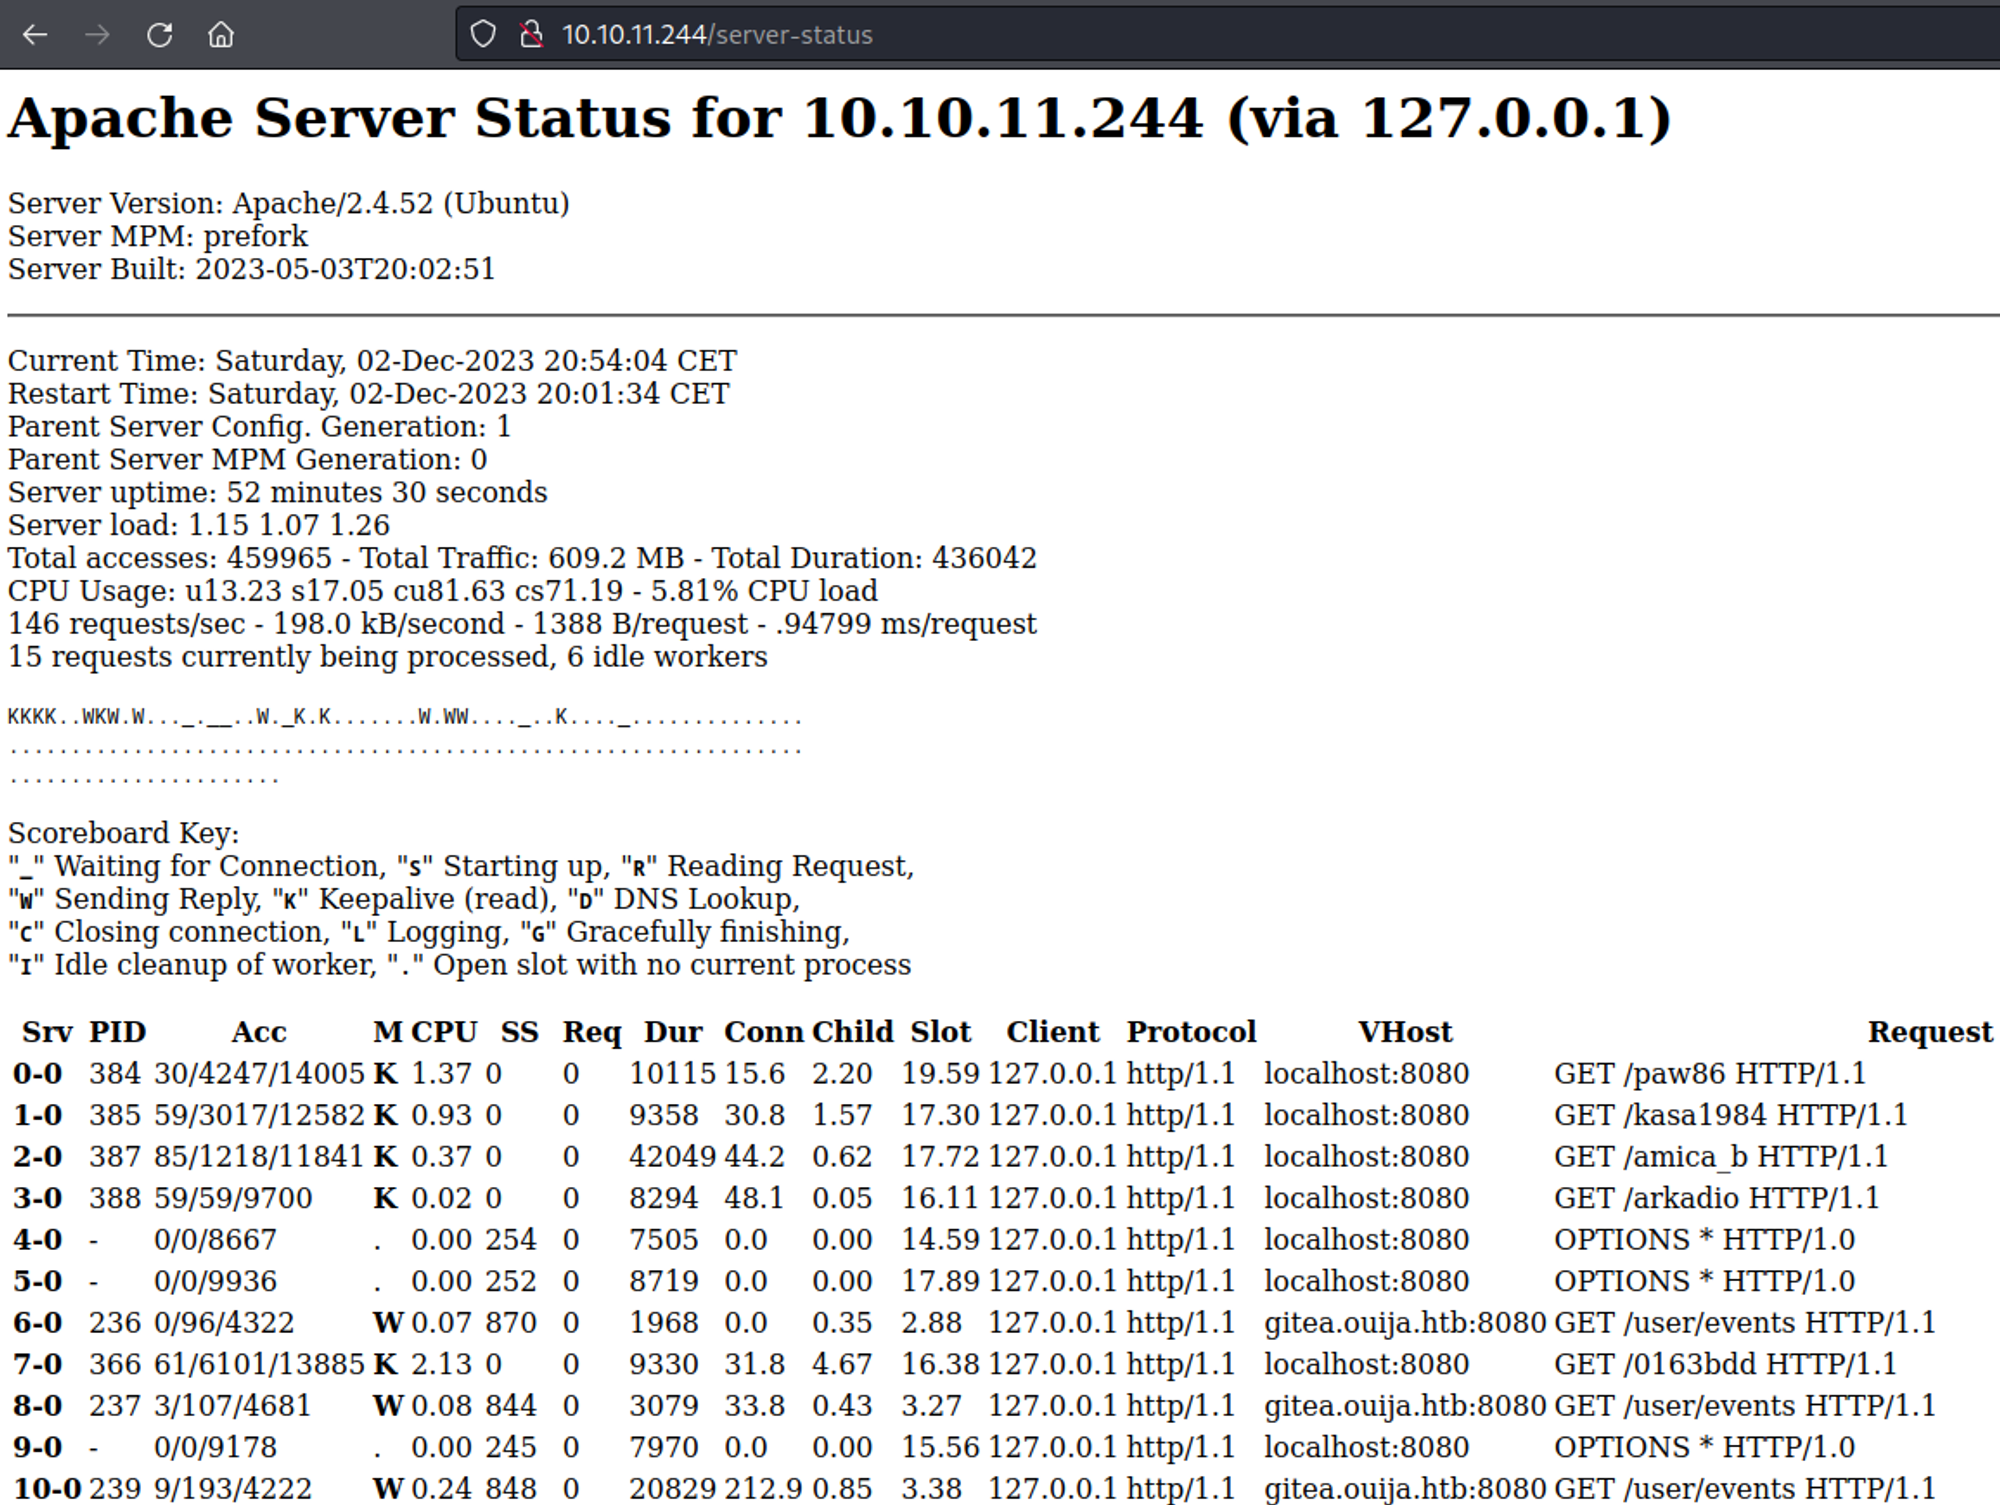 10.10.11.244/server-status
Apache Server Status for 10.10.11.244 (via 127.0.0.1)
Server Version: Apache/2.4.52 (Ubuntu)
Server MPM: prefork
Server Built: 2023-05-03T20:02:51
Current Time: Saturday, 02-Dec-2023 20:54:04 CET
Restart Time: Saturday, 02-Dec-2023 20:01:34 CET
Parent Server Config. Generation: 1
Parent Server MPM Generation: 0
Server uptime: 52 minutes 30 seconds
Server load: 1.15 1.07 1.26
Total accesses: 459965 - Total Traffic: 609.2 MB - Total Duration: 436042
CPU Usage: u13.23 s17.05 cu81.63 cs71.19 - 5.81% CPU load
146 requests/sec - 198.0 kB/second - 1388 B/request - .94799 ms/request
15 requests currently being processed, 6 idle workers
KKKK..WKW.W..._.__..W._K.K.......W.WW...._..K...._..............
................................................................
......................
Scoreboard Key:
"_" Waiting for Connection, "S" Starting up, "R" Reading Request,
"W" Sending Reply, "K" Keepalive (read), "D" DNS Lookup,
"C" Closing connection, "L" Logging, "G" Gracefully finishing,
"I" Idle cleanup of worker, "." Open slot with no current process
Srv PID Acc M CPU SS Req Dur Conn Child Slot Client Protocol VHost Request
0-0 384 30/4247/14005 K 1.37 0 0 10115 15.6 2.20 19.59 127.0.0.1 http/1.1 localhost:8080 GET /paw86 HTTP/1.1
1-0 385 59/3017/12582 K 0.93 0 0 9358 30.8 1.57 17.30 127.0.0.1 http/1.1 localhost:8080 GET /kasa1984 HTTP/1.1
2-0 387 85/1218/11841 K 0.37 0 0 42049 44.2 0.62 17.72 127.0.0.1 http/1.1 localhost:8080 GET /amica_b HTTP/1.1
3-0 388 59/59/9700 K 0.02 0 0 8294 48.1 0.05 16.11 127.0.0.1 http/1.1 localhost:8080 GET /arkadio HTTP/1.1
4-0 - 0/0/8667 . 0.00 254 0 7505 0.0 0.00 14.59 127.0.0.1 http/1.1 localhost:8080 OPTIONS * HTTP/1.0
5-0 - 0/0/9936 . 0.00 252 0 8719 0.0 0.00 17.89 127.0.0.1 http/1.1 localhost:8080 OPTIONS * HTTP/1.0
6-0 236 0/96/4322 W 0.07 870 0 1968 0.0 0.35 2.88 127.0.0.1 http/1.1 gitea.ouija.htb:8080 GET /user/events HTTP/1.1
7-0 366 61/6101/13885 K 2.13 0 0 9330 31.8 4.67 16.38 127.0.0.1 http/1.1 localhost:8080 GET /0163bdd HTTP/1.1
8-0 237 3/107/4681 W 0.08 844 0 3079 33.8 0.43 3.27 127.0.0.1 http/1.1 gitea.ouija.htb:8080 GET /user/events HTTP/1.1
9-0 - 0/0/9178 . 0.00 245 0 7970 0.0 0.00 15.56 127.0.0.1 http/1.1 localhost:8080 OPTIONS * HTTP/1.0
10-0 239 9/193/4222 W 0.24 848 0 20829 212.9 0.85 3.38 127.0.0.1 http/1.1 gitea.ouija.htb:8080 GET /user/events HTTP/1.1